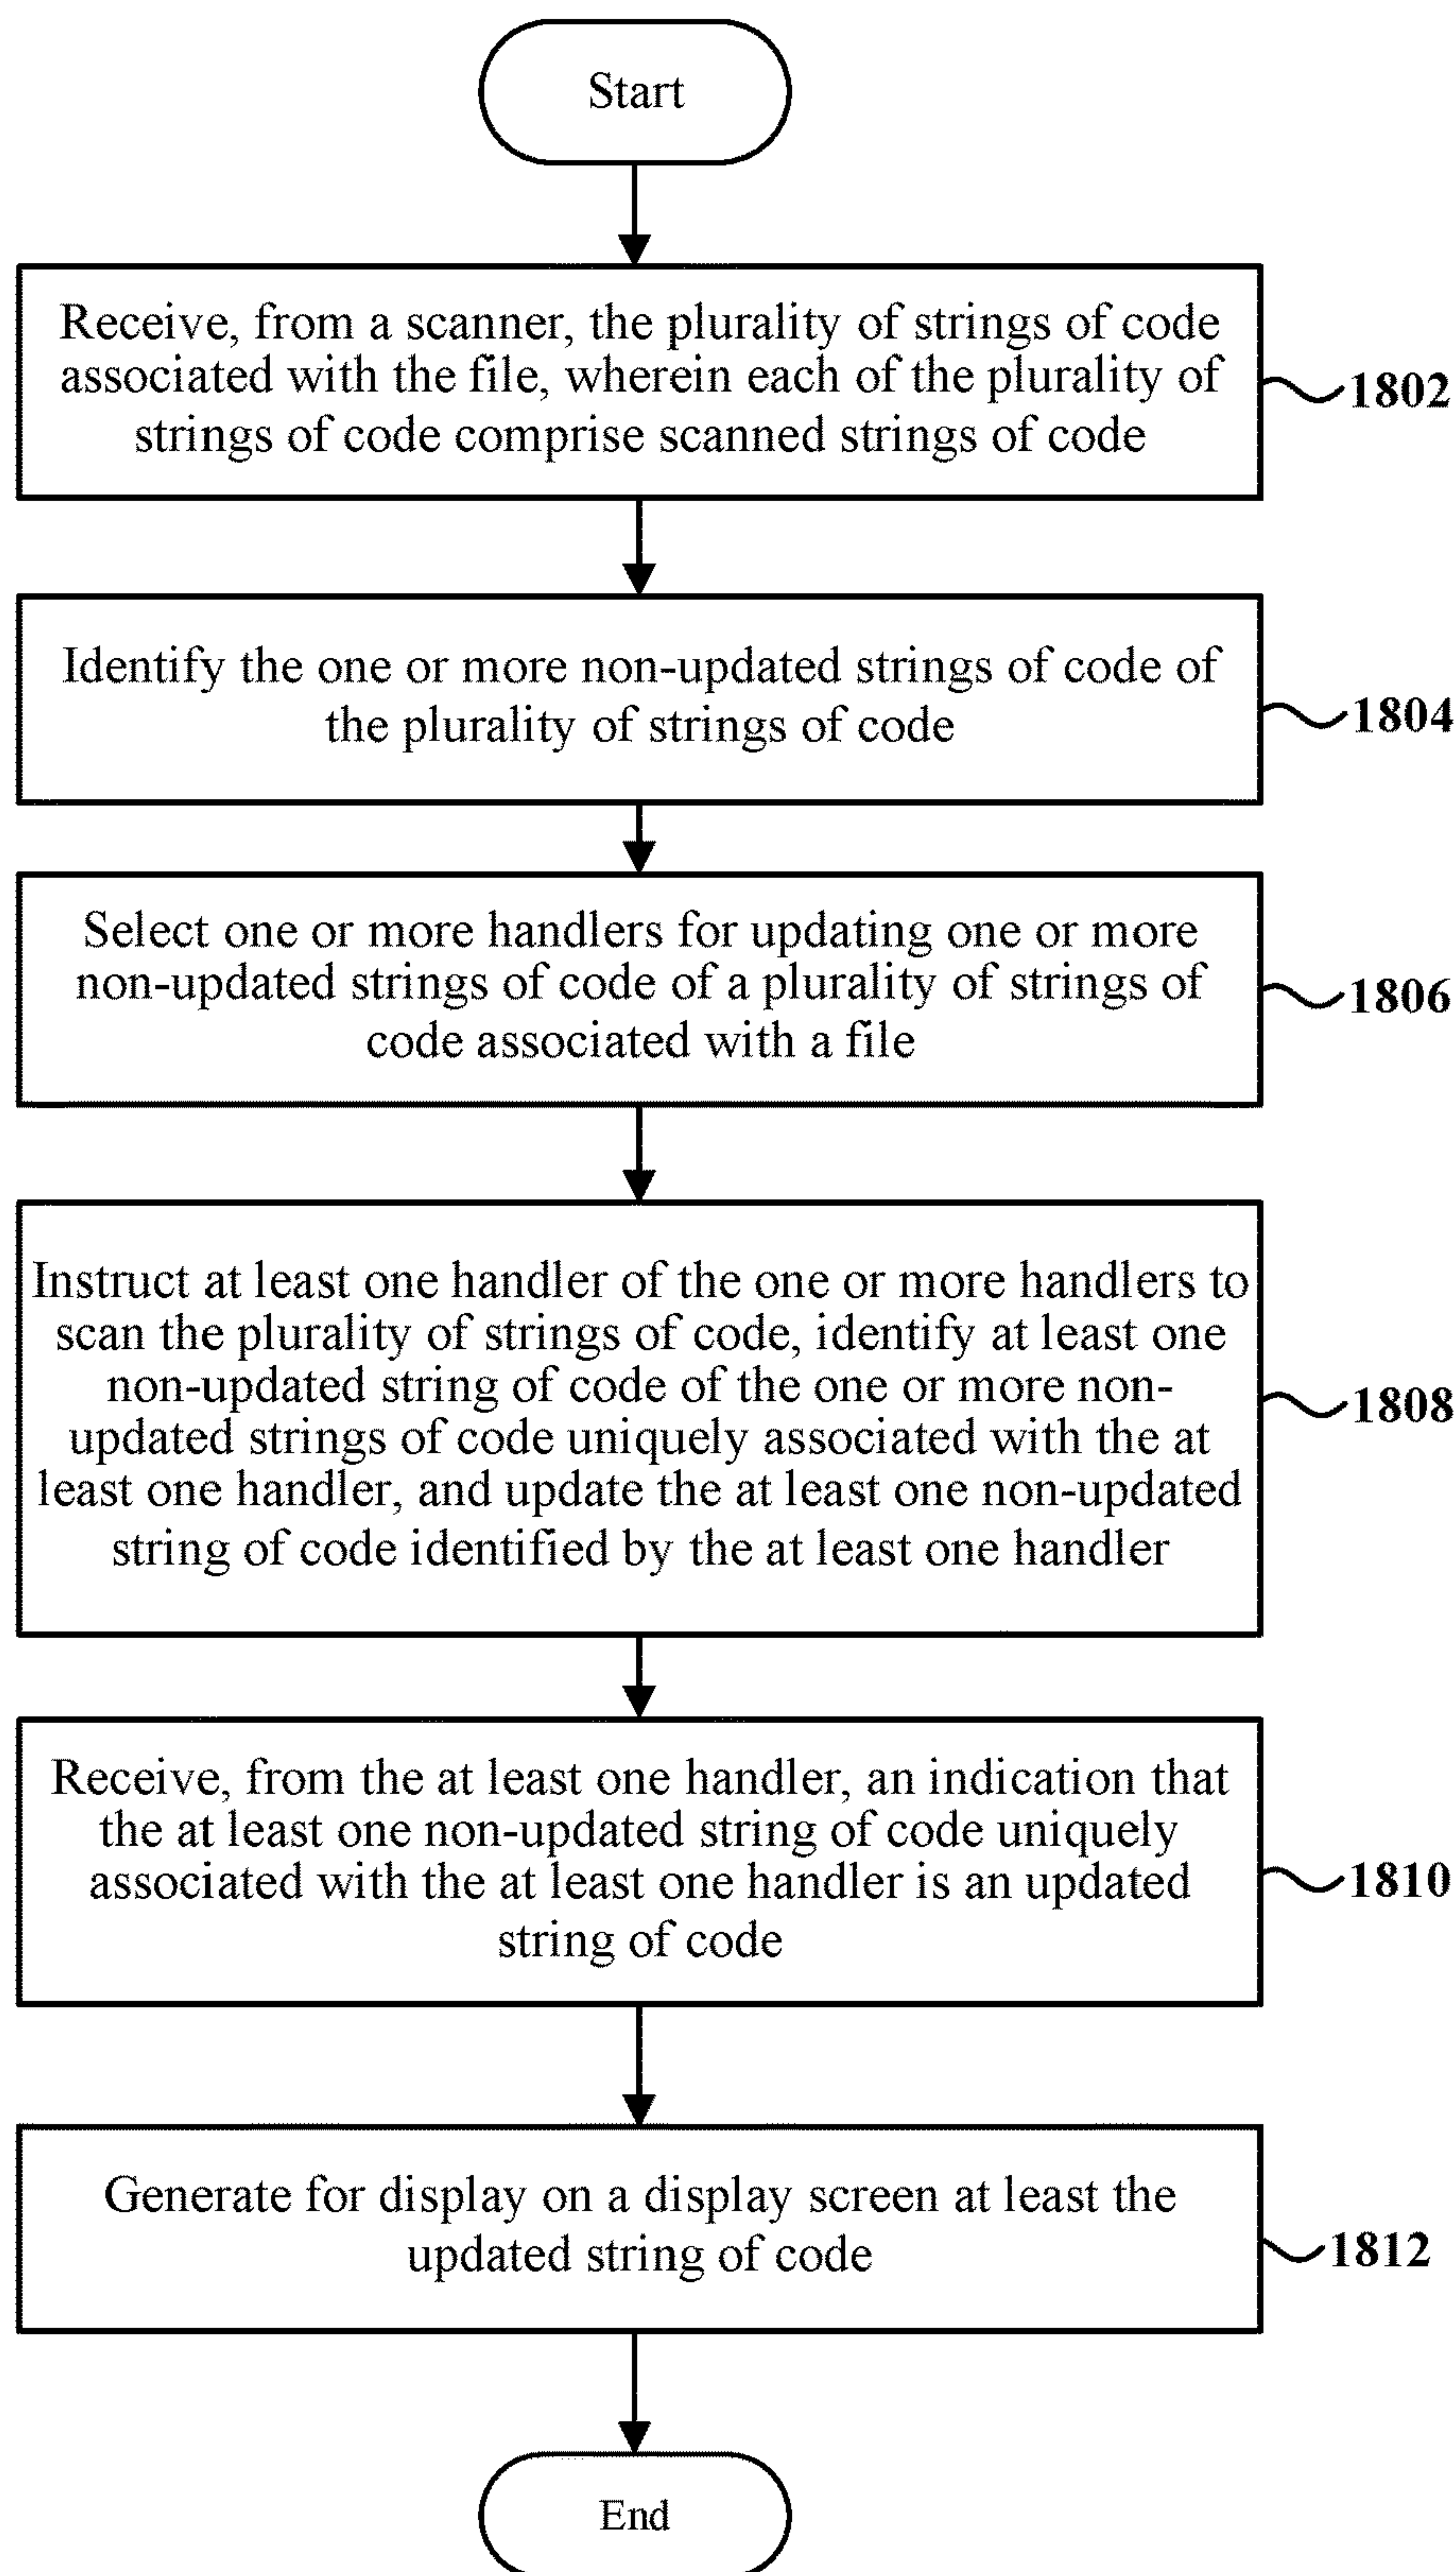 Start
Receive, from a scanner, the plurality of strings of code
associated with the file, wherein each of the plurality of
strings of code comprise scanned strings of code
1802
Identify the one or more non-updated strings of code of
the plurality of strings of code
1804
Select one or more handlers for updating one or more
non-updated strings of code of a plurality of strings of
code associated with a file
1806
Instruct at least one handler of the one or more handlers to
scan the plurality of strings of code, identify at least one
non-updated string of code of the one or more non-
updated strings of code uniquely associated with the at
least one handler, and update the at least one non-updated
string of code identified by the at least one handler
1808
Receive, from the at least one handler, an indication that
the at least one non-updated string of code uniquely
associated with the at least one handler is an updated
string of code
1810
Generate for display on a display screen at least the
updated string of code
1812
End